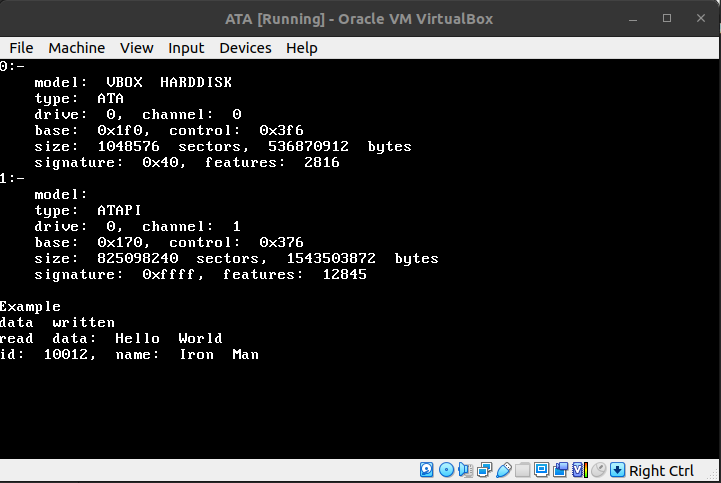 ATA [Running] - Oracle VM VirtualBox
File Machine View Input Devices Help
0:-
model: VBOX HARDDISK
type: ATA
drive: 0, channel: 0
base: 0x1f0, control: 0x3f6
size: 1048576 sectors, 536870912 bytes
signature: 0x40, features: 2816
1:-
model:
type: ATAPI
drive: 0, channel: 1
base: 0x170, control: 0x376
size: 825098240 sectors, 1543503872 bytes
signature: 0xffff, features: 12845
Example
data written
read data: Hello World
id: 10012, name: Iron Man
Right Ctrl